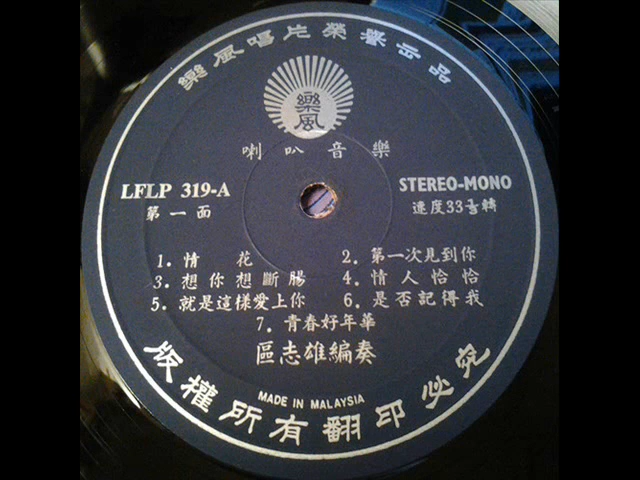 樂風唱片榮譽出品
樂風
喇叭音樂
LFLP 319-A
STEREO-MONO
第一面
速度33⅓轉
1. 情花
2. 第一次見到你
3. 想你想斷腸
4. 情人恰恰
5. 就是這樣愛上你
6. 是否記得我
7. 青春好年華
區志雄編奏
MADE IN MALAYSIA
版權所有翻印必究